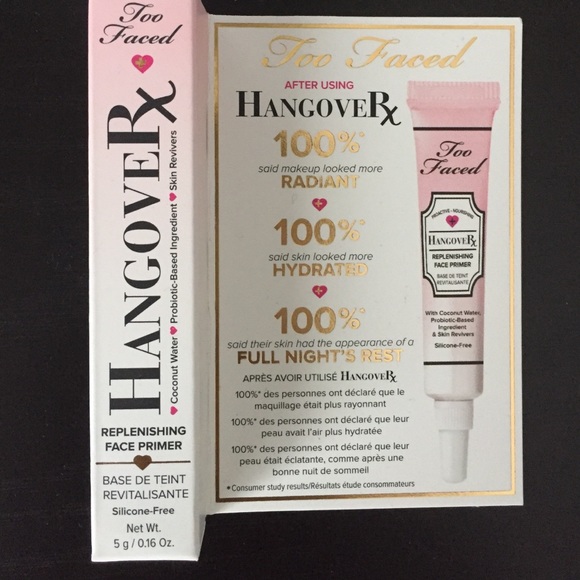 Too
Faced
HANGOVERX
Coconut Water Probiotic-Based Ingredient Skin Revivers
REPLENISHING
FACE PRIMER
BASE DE TEINT
REVITALISANTE
Silicone-Free
Net Wt.
5 g / 0.16 Oz.
Too Faced
AFTER USING
HANGOVERX
100%*
said makeup looked more
RADIANT
100%*
said skin looked more
HYDRATED
100%*
said their skin had the appearance of a
FULL NIGHT'S REST
APRÈS AVOIR UTILISÉ HANGOVERX
100%* des personnes ont déclaré que le
maquillage était plus rayonnant
100%* des personnes ont déclaré que leur
peau avait l'air plus hydratée
100%* des personnes ont déclaré que leur
peau était éclatante, comme après une
bonne nuit de sommeil
*Consumer study results/Résultats étude consommateurs
Too
Faced
PROACTIVE • NOURISHING
HANGOVERX
REPLENISHING
FACE PRIMER
BASE DE TEINT
REVITALISANTE
With Coconut Water,
Probiotic-Based
Ingredient
& Skin Revivers
Silicone-Free